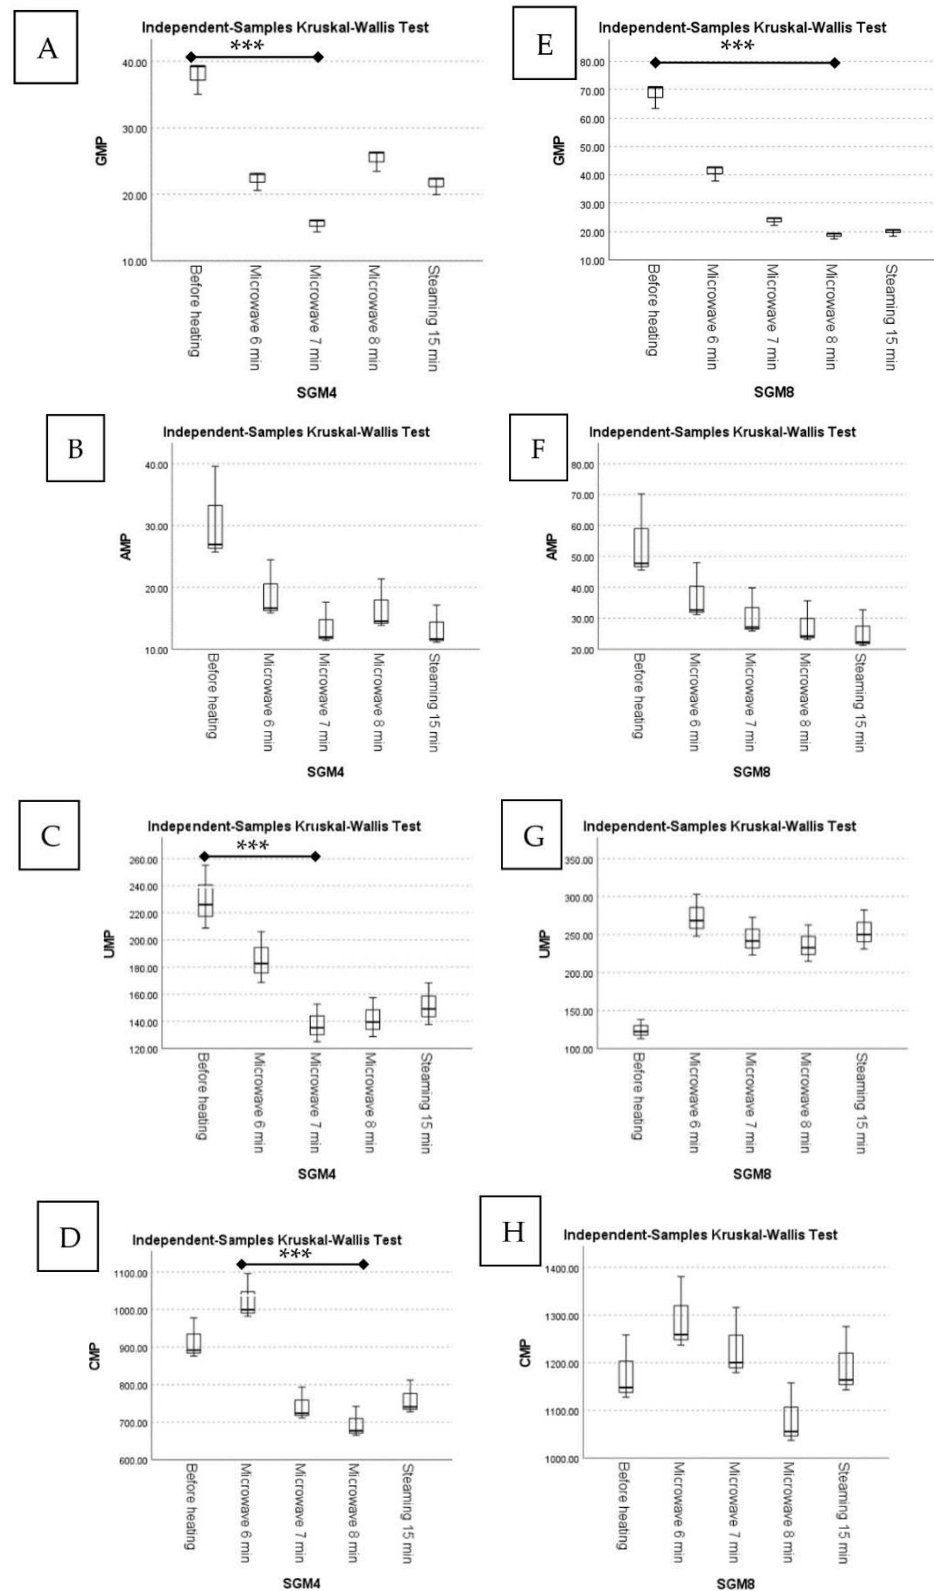 A
Independent-Samples Kruskal-Wallis Test
***
40.00
30.00
20.00
10.00
GMP
Before heating
Microwave 6 min
Microwave 7 min
Microwave 8 min
Steaming 15 min
SGM4
E
Independent-Samples Kruskal-Wallis Test
***
80.00
70.00
60.00
50.00
40.00
30.00
20.00
10.00
GMP
Before heating
Microwave 6 min
Microwave 7 min
Microwave 8 min
Steaming 15 min
SGM8
B
Independent-Samples Kruskal-Wallis Test
40.00
30.00
20.00
10.00
AMP
Before heating
Microwave 6 min
Microwave 7 min
Microwave 8 min
Steaming 15 min
SGM4
F
Independent-Samples Kruskal-Wallis Test
80.00
70.00
60.00
50.00
40.00
30.00
20.00
AMP
Before heating
Microwave 6 min
Microwave 7 min
Microwave 8 min
Steaming 15 min
SGM8
C
Independent-Samples Kruskal-Wallis Test
***
260.00
240.00
220.00
200.00
180.00
160.00
140.00
120.00
UMP
Before heating
Microwave 6 min
Microwave 7 min
Microwave 8 min
Steaming 15 min
SGM4
G
Independent-Samples Kruskal-Wallis Test
350.00
300.00
250.00
200.00
150.00
100.00
UMP
Before heating
Microwave 6 min
Microwave 7 min
Microwave 8 min
Steaming 15 min
SGM8
D
Independent-Samples Kruskal-Wallis Test
***
1100.00
1000.00
900.00
800.00
700.00
600.00
CMP
Before heating
Microwave 6 min
Microwave 7 min
Microwave 8 min
Steaming 15 min
SGM4
H
Independent-Samples Kruskal-Wallis Test
1400.00
1300.00
1200.00
1100.00
1000.00
CMP
Before heating
Microwave 6 min
Microwave 7 min
Microwave 8 min
Steaming 15 min
SGM8